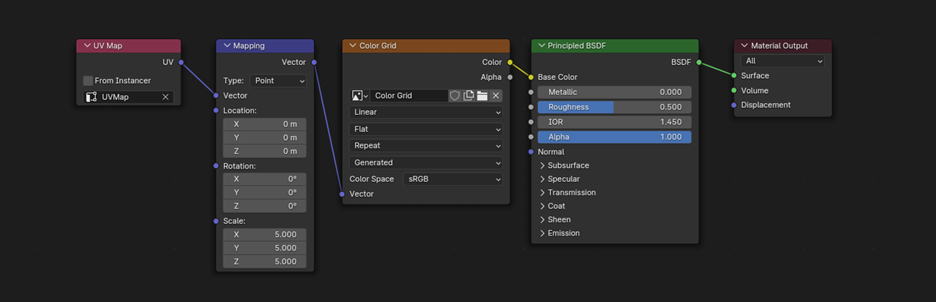 UV Map
UV
From Instancer
UVMap
Mapping
Vector
Type: Point
Vector
Location:
X 0 m
Y 0 m
Z 0 m
Rotation:
X 0°
Y 0°
Z 0°
Scale:
X 5.000
Y 5.000
Z 5.000
Color Grid
Color
Alpha
Color Grid
Linear
Flat
Repeat
Generated
Color Space sRGB
Vector
Principled BSDF
BSDF
Base Color
Metallic 0.000
Roughness 0.500
IOR 1.450
Alpha 1.000
Normal
Subsurface
Specular
Transmission
Coat
Sheen
Emission
Material Output
All
Surface
Volume
Displacement